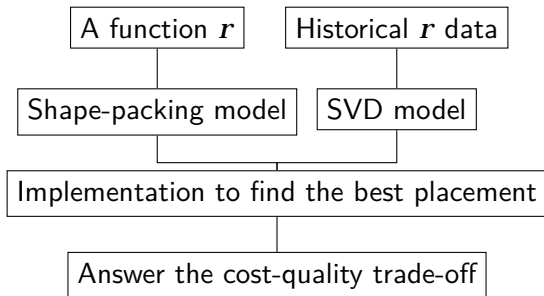 A function r
Historical r data
Shape-packing model
SVD model
Implementation to find the best placement
Answer the cost-quality trade-off